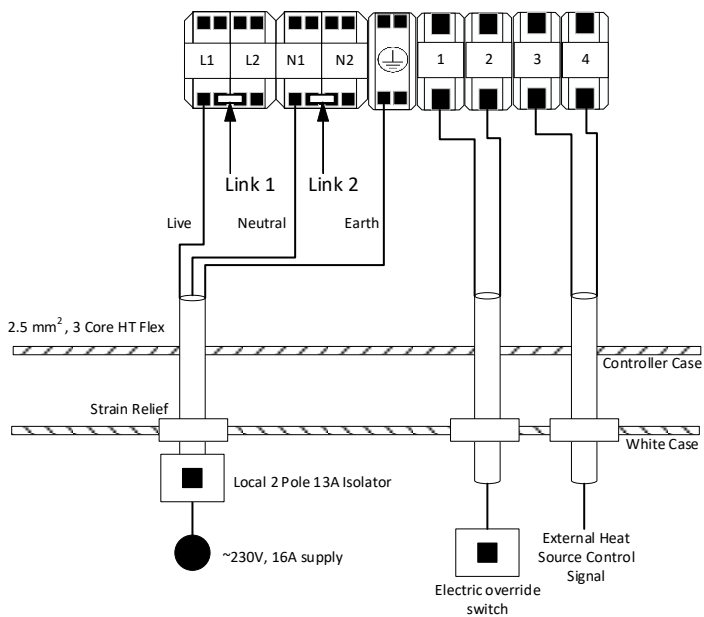 L1 L2 N1 N2 1 2 3 4
Link 1 Link 2
Live Neutral Earth
2.5 mm², 3 Core HT Flex
Controller Case
Strain Relief
White Case
Local 2 Pole 13A Isolator
~230V, 16A supply
External Heat
Source Control
Signal
Electric override
switch